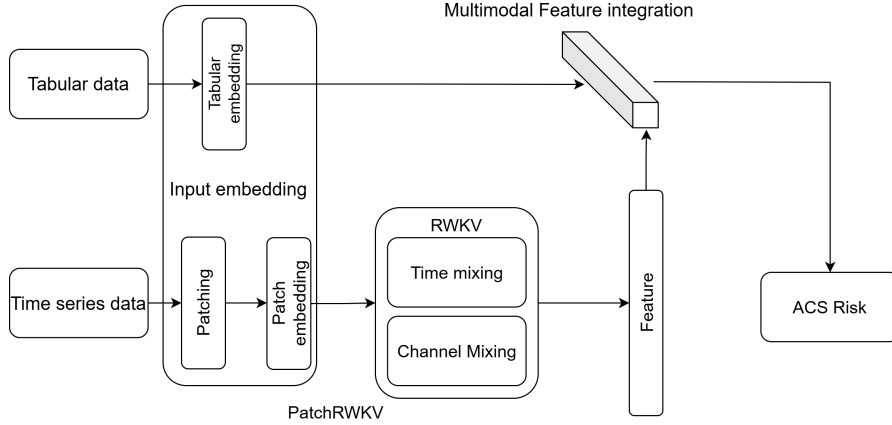 Multimodal Feature integration
Tabular data
Tabular
embedding
Input embedding
Time series data
Patching
Patch
embedding
RWKV
Time mixing
Channel Mixing
Feature
ACS Risk
PatchRWKV